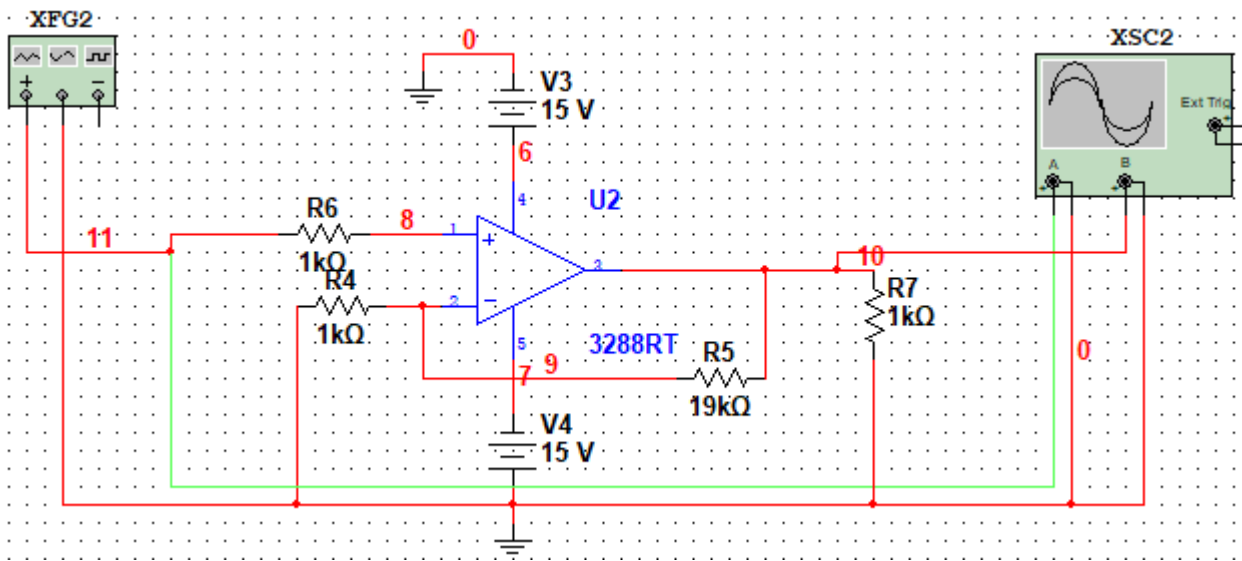 XFG2
XSC2
0
V3
15 V
Ext Trig
+
+
−
6
A
B
+
+
4
U2
R6
8
1
+
11
1kΩ
R4
3
10
R7
1kΩ
2
−
1kΩ
5
3288RT
R5
0
7
9
19kΩ
V4
15 V